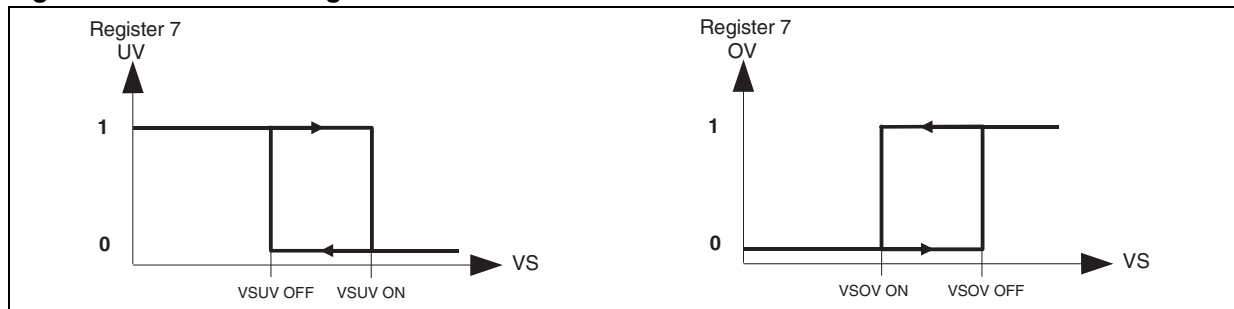 Register 7
UV
1
0
VS
VSUV OFF
VSUV ON
Register 7
OV
1
0
VS
VSOV ON
VSOV OFF